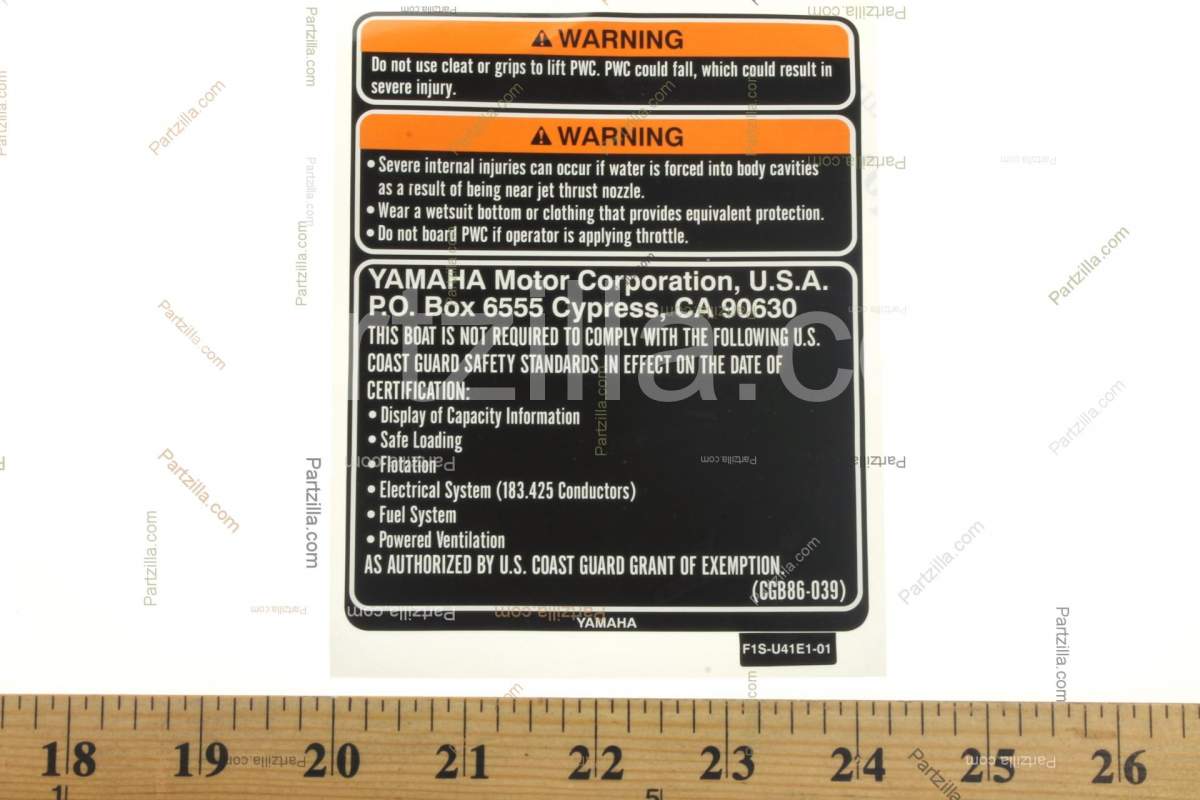 WARNING
Do not use cleat or grips to lift PWC. PWC could fall, which could result in
severe injury.
WARNING
• Severe internal injuries can occur if water is forced into body cavities
as a result of being near jet thrust nozzle.
• Wear a wetsuit bottom or clothing that provides equivalent protection.
• Do not board PWC if operator is applying throttle.
YAMAHA Motor Corporation, U.S.A.
P.O. Box 6555 Cypress, CA 90630
THIS BOAT IS NOT REQUIRED TO COMPLY WITH THE FOLLOWING U.S.
COAST GUARD SAFETY STANDARDS IN EFFECT ON THE DATE OF
CERTIFICATION:
• Display of Capacity Information
• Safe Loading
• Flotation
• Electrical System (183.425 Conductors)
• Fuel System
• Powered Ventilation
AS AUTHORIZED BY U.S. COAST GUARD GRANT OF EXEMPTION.
(CGB86-039)
YAMAHA
F1S-U41E1-01
18 19 20 21 22 23 24 25 26
Partzilla.com